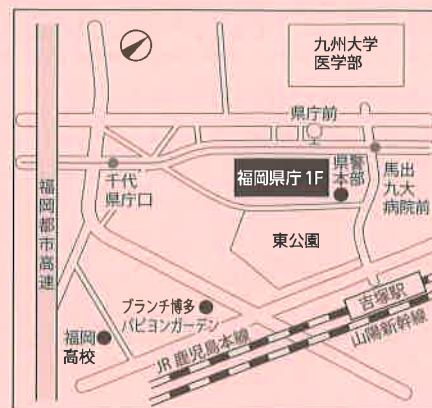 九州大学
医学部
県庁前
千代
県庁口
福岡県庁 1F
県警
本部
馬出
九大
病院前
福岡都市高速
東公園
ブランチ博多
パピヨンガーデン
吉塚駅
福岡
高校
JR鹿児島本線
山陽新幹線